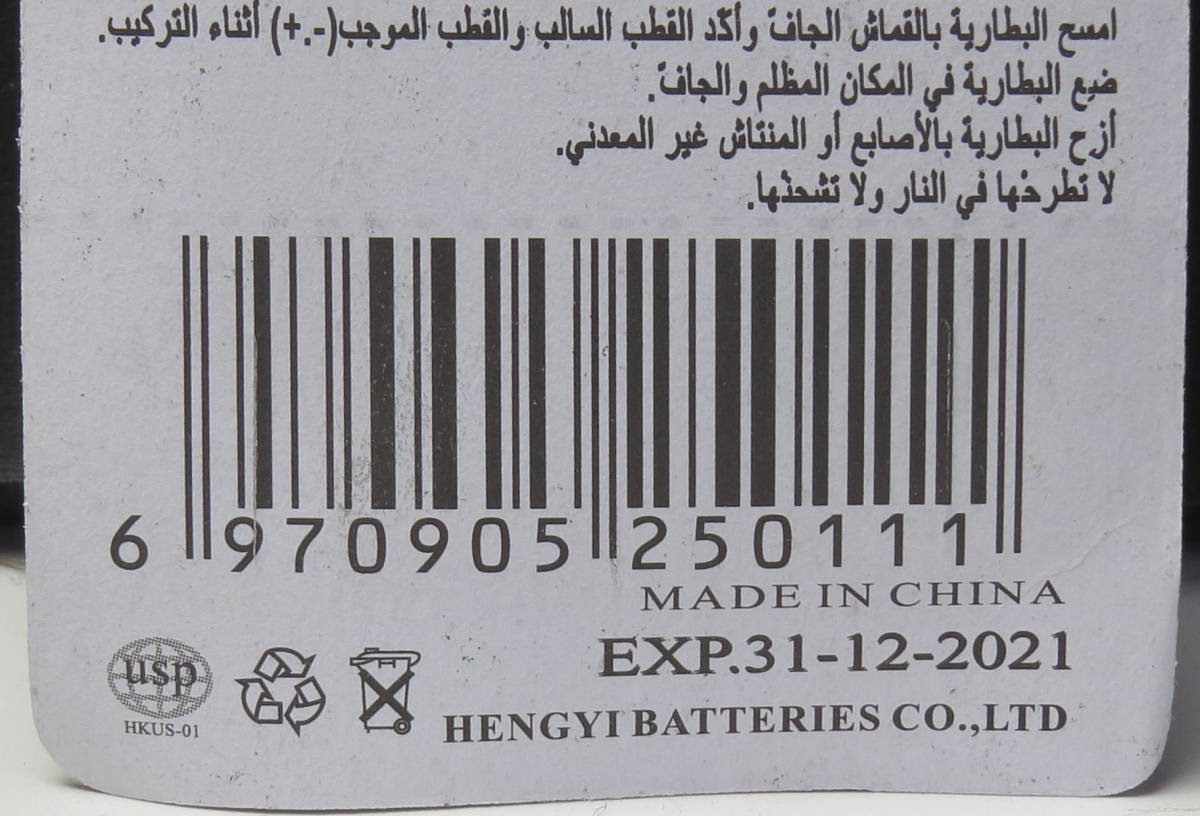 امسح البطارية بالقماش الجافّ وأكّد القطب السالب والقطب الموجب(-.+) أثناء التركيب.
ضع البطارية في المكان المظلم والجافّ.
أزح البطارية بالأصابع أو المنتاش غير المعدني.
لا تطرحْها في النار ولا تشحنْها.
6 970905 250111
MADE IN CHINA
EXP.31-12-2021
usp
HKUS-01
HENGYI BATTERIES CO.,LTD